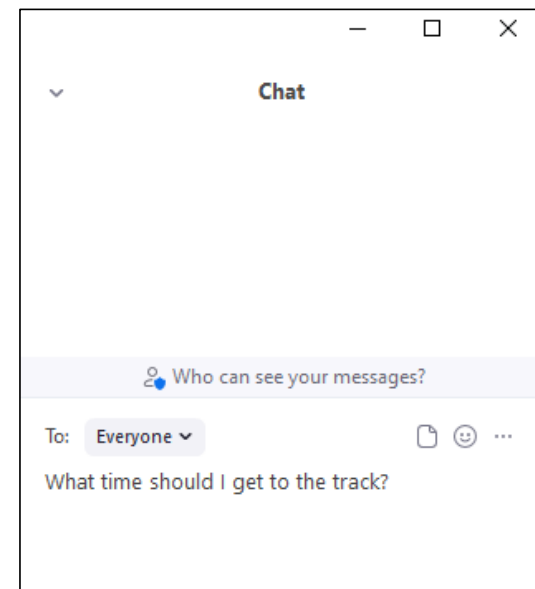 Chat
Who can see your messages?
To: Everyone
What time should I get to the track?